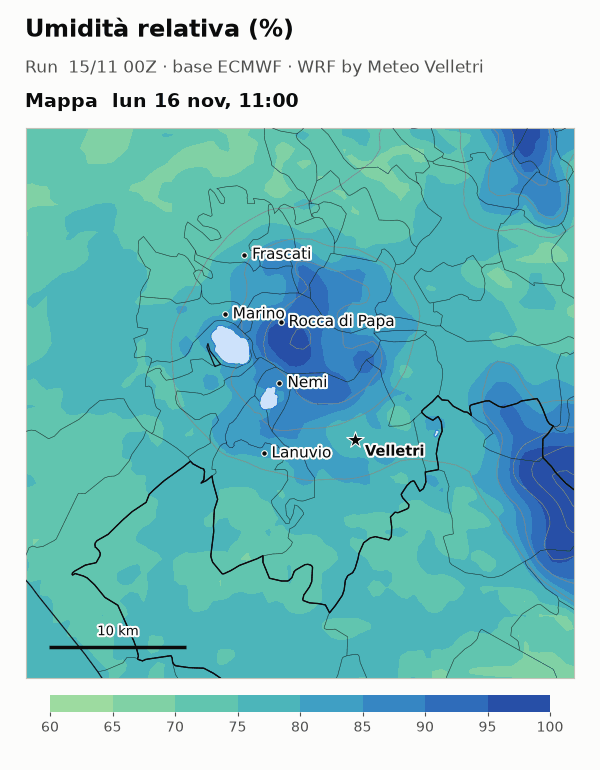 Umidità relativa (%)
Run  15/11 00Z · base ECMWF · WRF by Meteo Velletri
Mappa  lun 16 nov, 11:00
Frascati
Marino
Rocca di Papa
Nemi
Velletri
Lanuvio
10 km
60 65 70 75 80 85 90 95 100